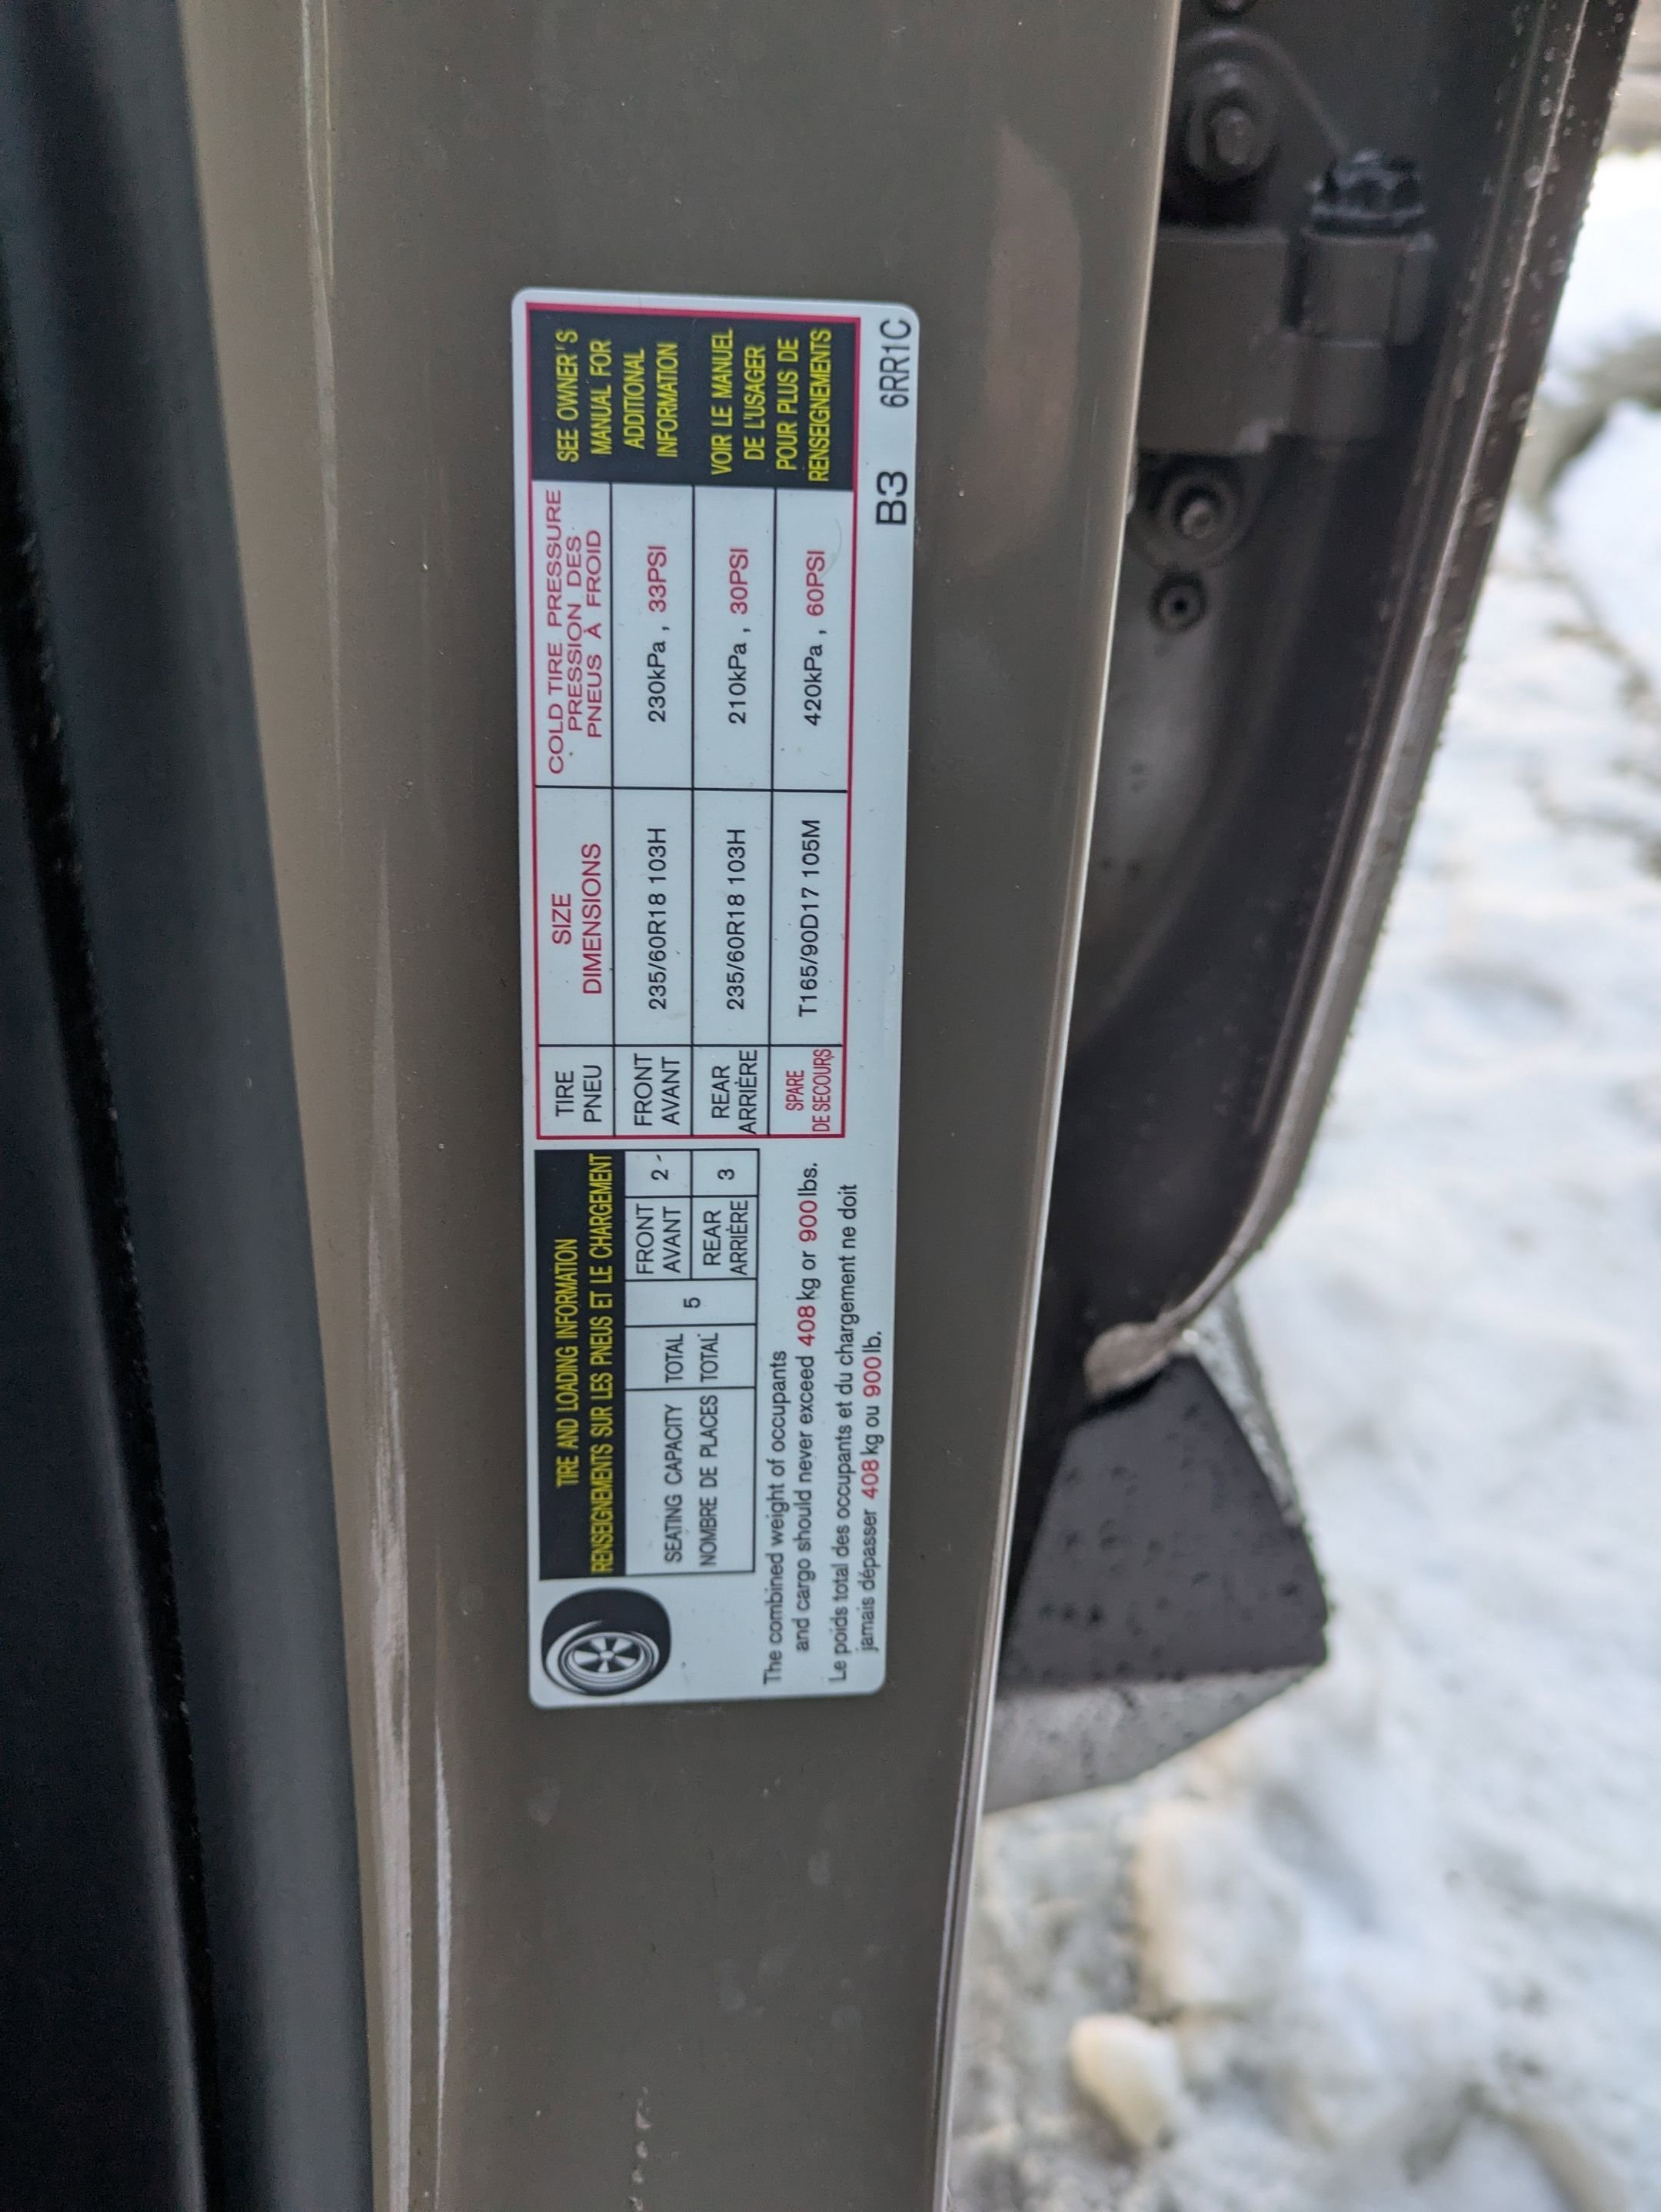 TIRE AND LOADING INFORMATION
RENSEIGNEMENTS SUR LES PNEUS ET LE CHARGEMENT
SEATING CAPACITY
NOMBRE DE PLACES
TOTAL
TOTAL
5
FRONT
AVANT
2
REAR
ARRIÈRE
3
The combined weight of occupants
and cargo should never exceed 408 kg or 900 lbs.
Le poids total des occupants et du chargement ne doit
jamais dépasser 408 kg ou 900 lb.
TIRE
PNEU
SIZE
DIMENSIONS
COLD TIRE PRESSURE
PRESSION DES
PNEUS À FROID
FRONT
AVANT
235/60R18 103H
230kPa , 33PSI
REAR
ARRIÈRE
235/60R18 103H
210kPa , 30PSI
SPARE
DE SECOURS
T165/90D17 105M
420kPa , 60PSI
SEE OWNER'S
MANUAL FOR
ADDITIONAL
INFORMATION
VOIR LE MANUEL
DE L'USAGER
POUR PLUS DE
RENSEIGNEMENTS
B3 6RR1C